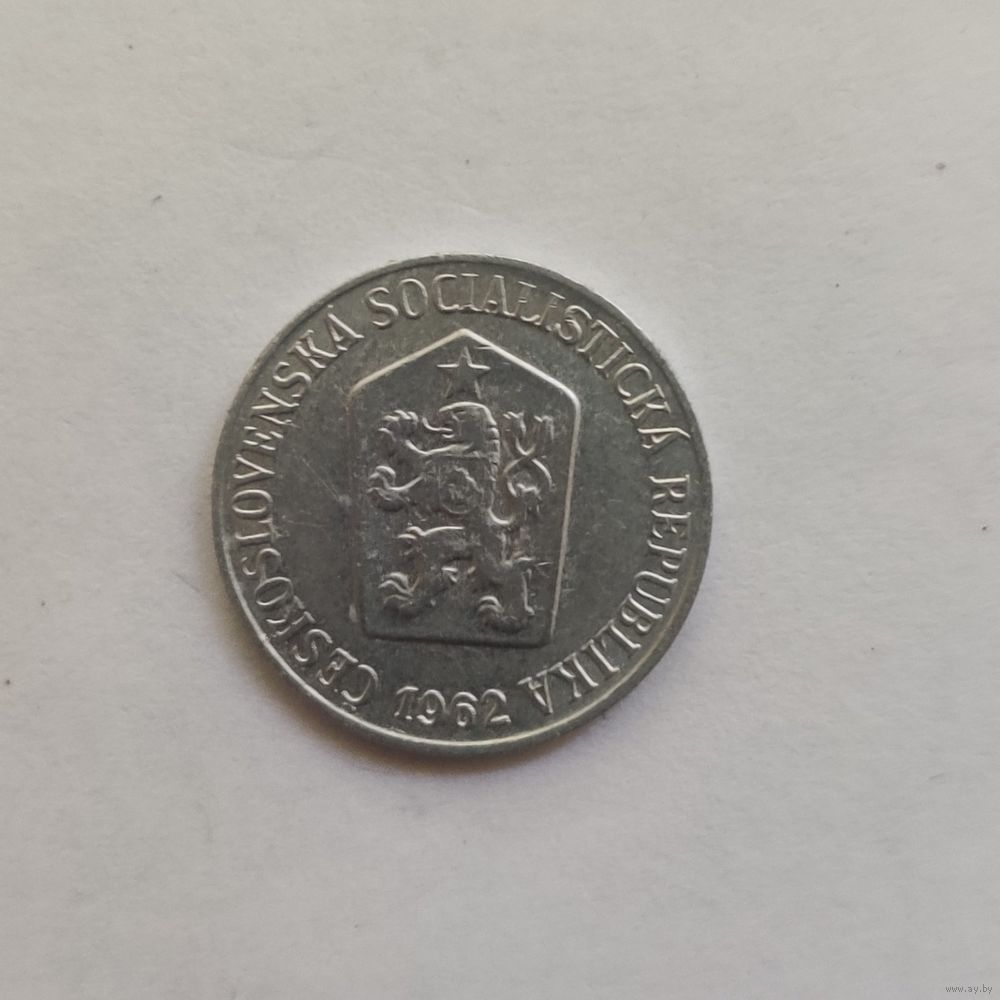 ČESKOSLOVENSKÁ SOCIALISTICKÁ REPUBLIKA
1962
www.ay.by